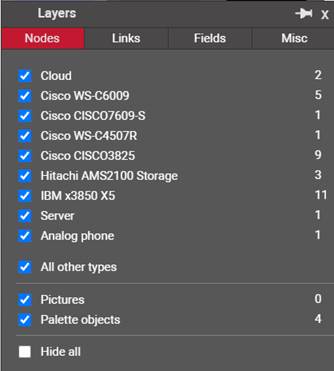 Layers X
Nodes Links Fields Misc
Cloud 2
Cisco WS-C6009 5
Cisco CISCO7609-S 1
Cisco WS-C4507R 1
Cisco CISCO3825 9
Hitachi AMS2100 Storage 3
IBM x3850 X5 11
Server 1
Analog phone 1
All other types
Pictures 0
Palette objects 4
Hide all